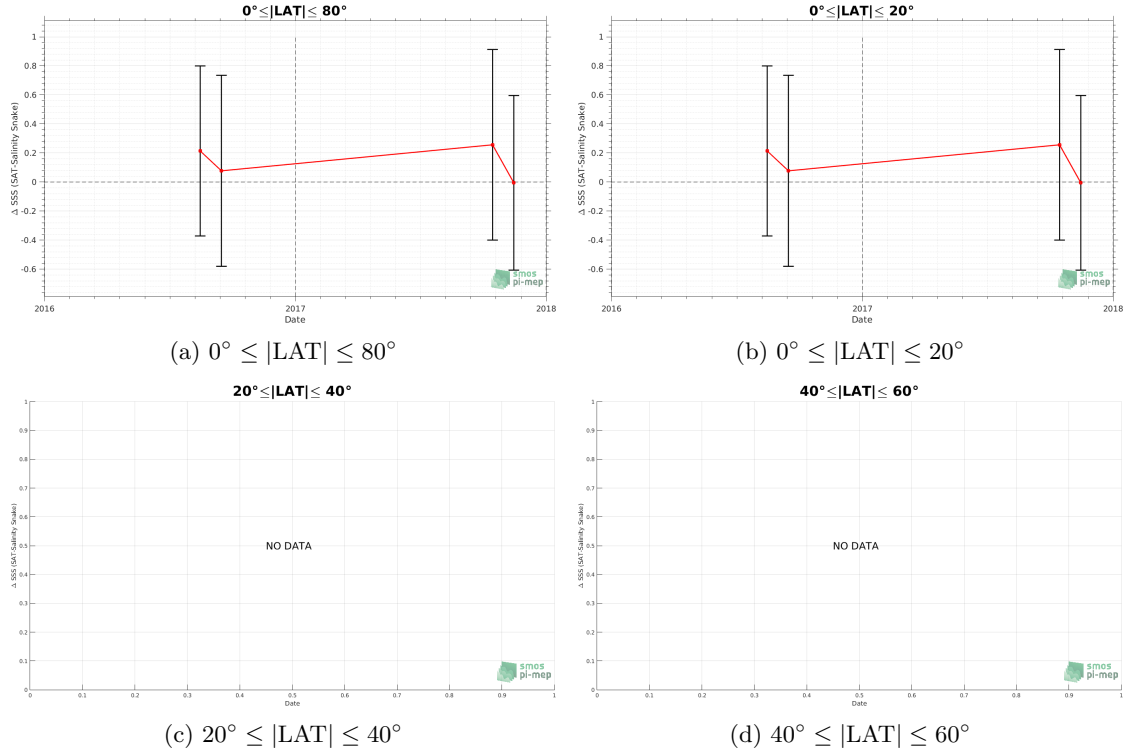 0°≤|LAT|≤ 80°
Δ SSS (SAT-Salinity Snake)
1
0.8
0.6
0.4
0.2
0
-0.2
-0.4
-0.6
2016
2017
2018
Date
smos
pi-mep
(a) 0° ≤ |LAT| ≤ 80°
0°≤|LAT|≤ 20°
Δ SSS (SAT-Salinity Snake)
1
0.8
0.6
0.4
0.2
0
-0.2
-0.4
-0.6
2016
2017
2018
Date
smos
pi-mep
(b) 0° ≤ |LAT| ≤ 20°
20°≤|LAT|≤ 40°
Δ SSS (SAT-Salinity Snake)
1
0.9
0.8
0.7
0.6
0.5
0.4
0.3
0.2
0.1
0
NO DATA
0 0.1 0.2 0.3 0.4 0.5 0.6 0.7 0.8 0.9 1
Date
smos
pi-mep
(c) 20° ≤ |LAT| ≤ 40°
40°≤|LAT|≤ 60°
Δ SSS (SAT-Salinity Snake)
1
0.9
0.8
0.7
0.6
0.5
0.4
0.3
0.2
0.1
0
NO DATA
0 0.1 0.2 0.3 0.4 0.5 0.6 0.7 0.8 0.9 1
Date
smos
pi-mep
(d) 40° ≤ |LAT| ≤ 60°